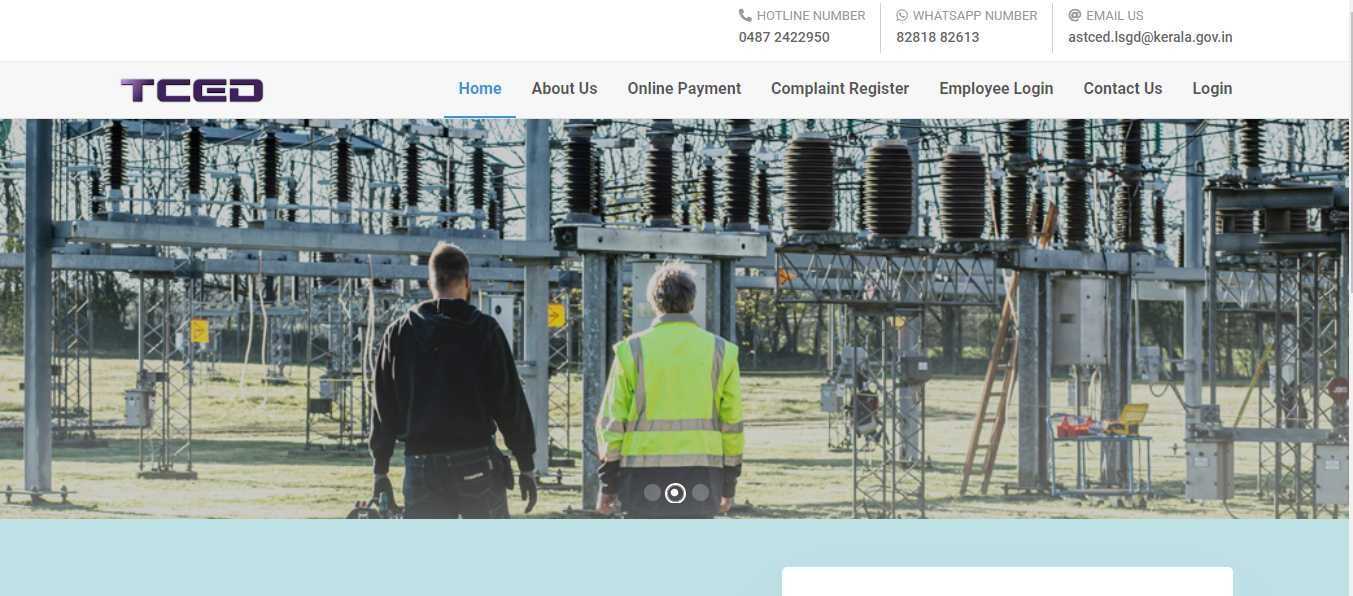 HOTLINE NUMBER
0487 2422950
WHATSAPP NUMBER
82818 82613
EMAIL US
astced.lsgd@kerala.gov.in
TCED
Home
About Us
Online Payment
Complaint Register
Employee Login
Contact Us
Login